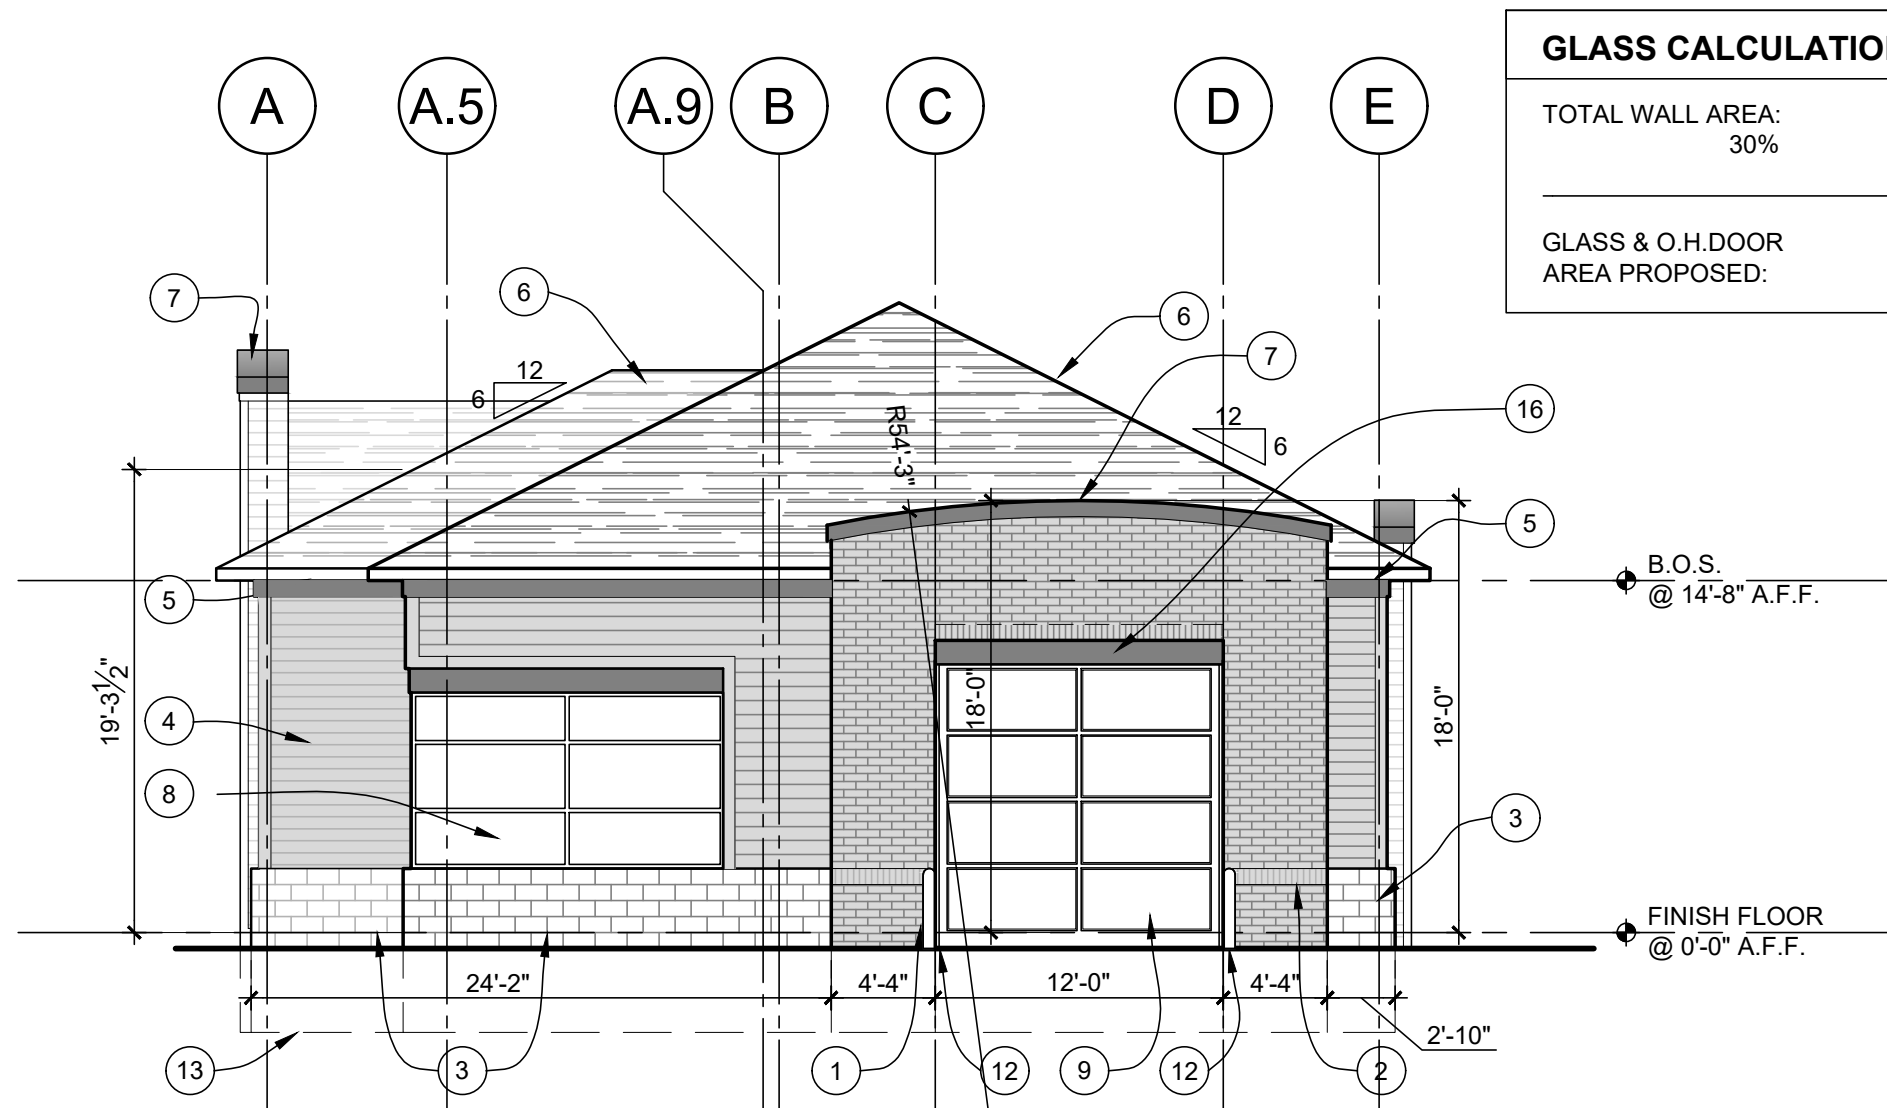 GLASS CALCULATIO
TOTAL WALL AREA:
30%
GLASS & O.H.DOOR
AREA PROPOSED:
A
A.5
A.9
B
C
D
E
7
6
6
7
16
12
6
12
6
R54'-3"
5
B.O.S.
@ 14'-8" A.F.F.
5
19'-3½"
18'-0"
18'-0"
4
8
3
FINISH FLOOR
@ 0'-0" A.F.F.
24'-2"
4'-4"
12'-0"
4'-4"
2'-10"
13
3
1
12
9
12
2